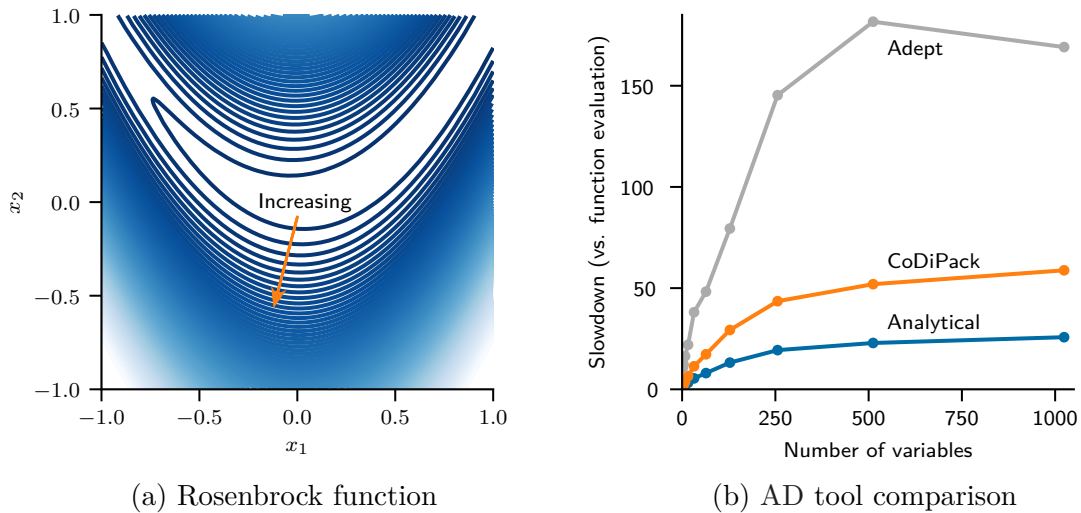 1.0
0.5
0.0
−0.5
−1.0
x2
Increasing
−1.0 −0.5 0.0 0.5 1.0
x1
(a) Rosenbrock function
Slowdown (vs. function evaluation)
150
100
50
0
Adept
CoDiPack
Analytical
0 250 500 750 1000
Number of variables
(b) AD tool comparison